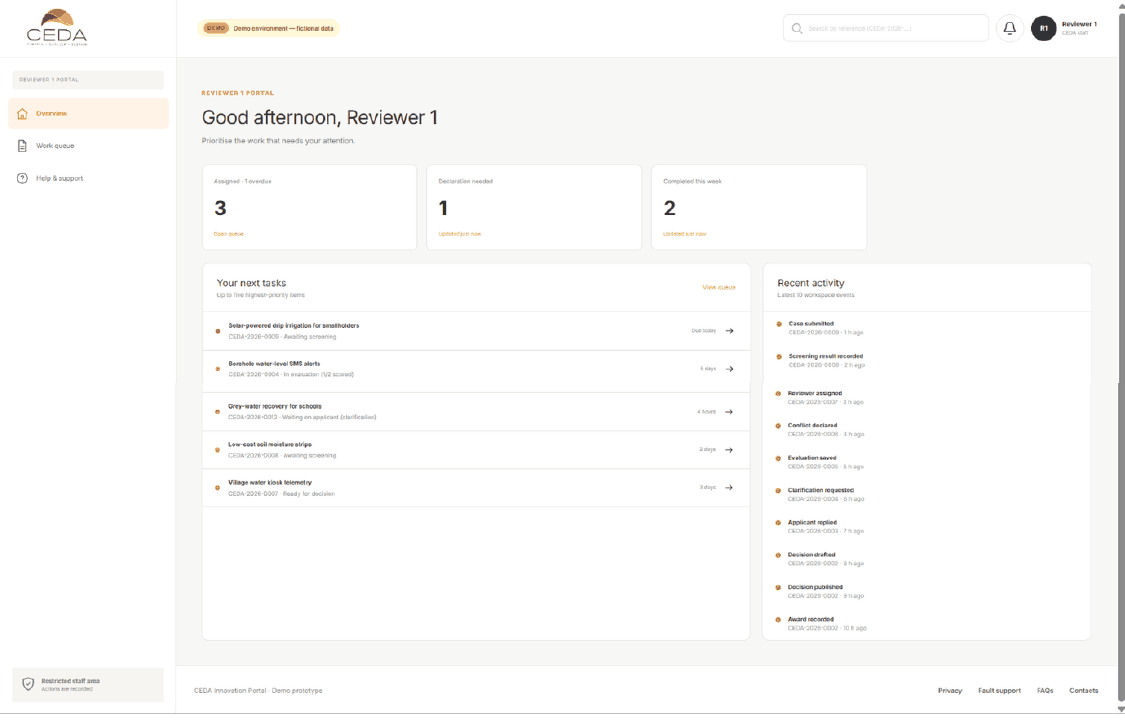 CEDA
DEMO Demo environment — fictional data
Search by reference (CEDA-2026-...)
R1
Reviewer 1
CEDA staff
REVIEWER 1 PORTAL
Overview
Work queue
Help & support
REVIEWER 1 PORTAL
Good afternoon, Reviewer 1
Prioritise the work that needs your attention.
Assigned · 1 overdue
3
Open queue
Declaration needed
1
Updated just now
Completed this week
2
Updated just now
Your next tasks
Up to five highest-priority items
View queue
Solar-powered drip irrigation for smallholders
CEDA-2026-0009 · Awaiting screening
Due today
Borehole water-level SMS alerts
CEDA-2026-0004 · In evaluation (1/2 scored)
5 days
Grey-water recovery for schools
CEDA-2026-0012 · Waiting on applicant (clarification)
4 hours
Low-cost soil moisture strips
CEDA-2026-0008 · Awaiting screening
2 days
Village water kiosk telemetry
CEDA-2026-0007 · Ready for decision
3 days
Recent activity
Latest 10 workspace events
Case submitted
CEDA-2026-0009 · 1 h ago
Screening result recorded
CEDA-2026-0008 · 2 h ago
Reviewer assigned
CEDA-2026-0007 · 3 h ago
Conflict declared
CEDA-2026-0006 · 4 h ago
Evaluation saved
CEDA-2026-0005 · 5 h ago
Clarification requested
CEDA-2026-0004 · 6 h ago
Applicant replied
CEDA-2026-0003 · 7 h ago
Decision drafted
CEDA-2026-0002 · 8 h ago
Decision published
CEDA-2026-0002 · 9 h ago
Award recorded
CEDA-2026-0002 · 10 h ago
Restricted staff area
Actions are recorded
CEDA Innovation Portal · Demo prototype
Privacy
Fault support
FAQs
Contacts